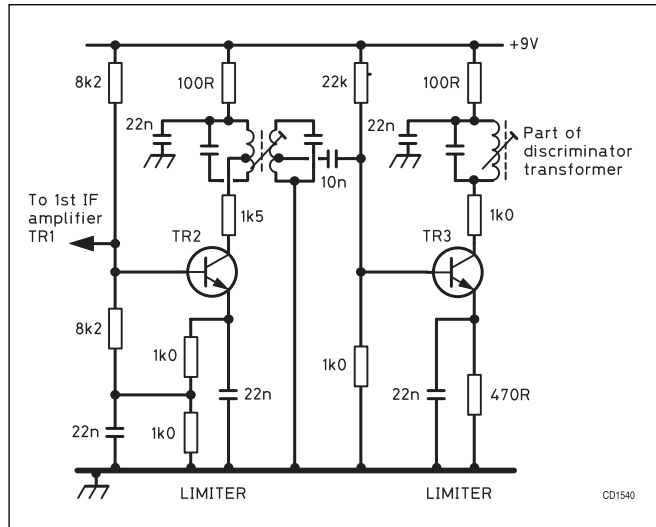 +9V
8k2
100R
22k
100R
22n
22n
Part of
discriminator
transformer
10n
To 1st IF
amplifier
TR1
1k5
1k0
TR2
TR3
8k2
1k0
1k0
22n
22n
470R
22n
1k0
LIMITER
LIMITER
CD1540